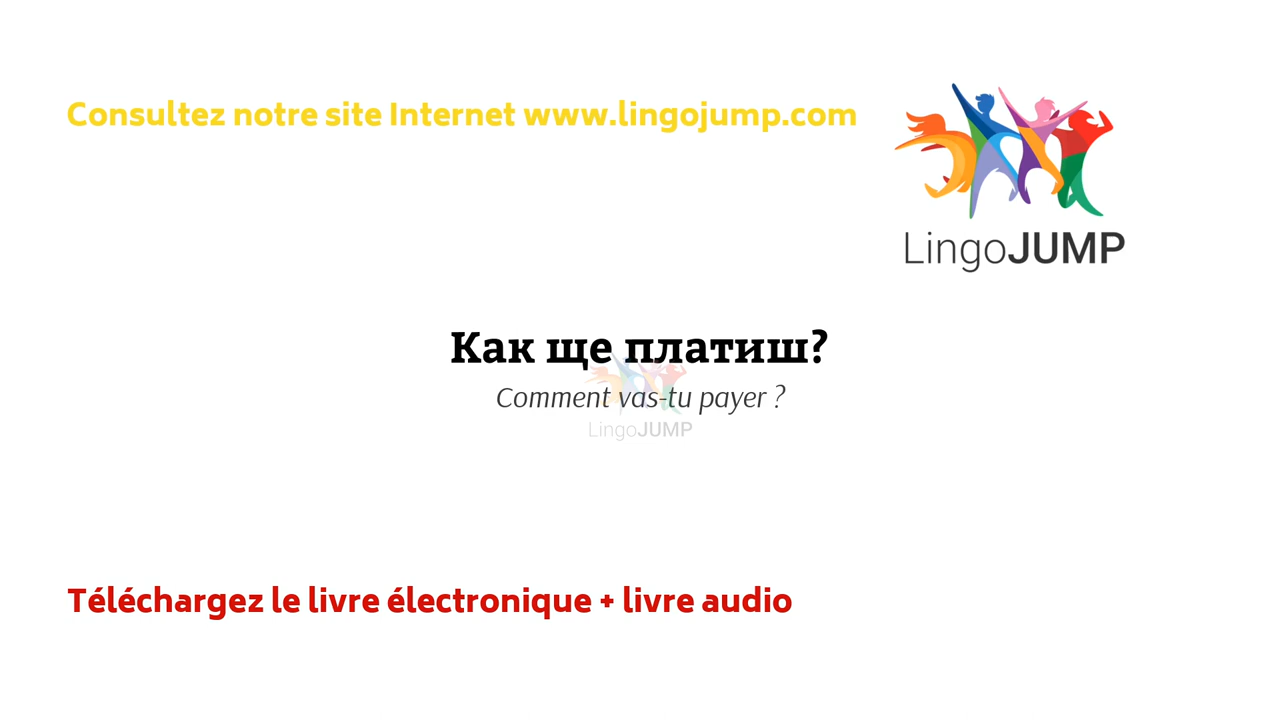 Consultez notre site Internet www.lingojump.com
LingoJUMP
Как ще платиш?
Comment vas-tu payer ?
LingoJUMP
Téléchargez le livre électronique + livre audio